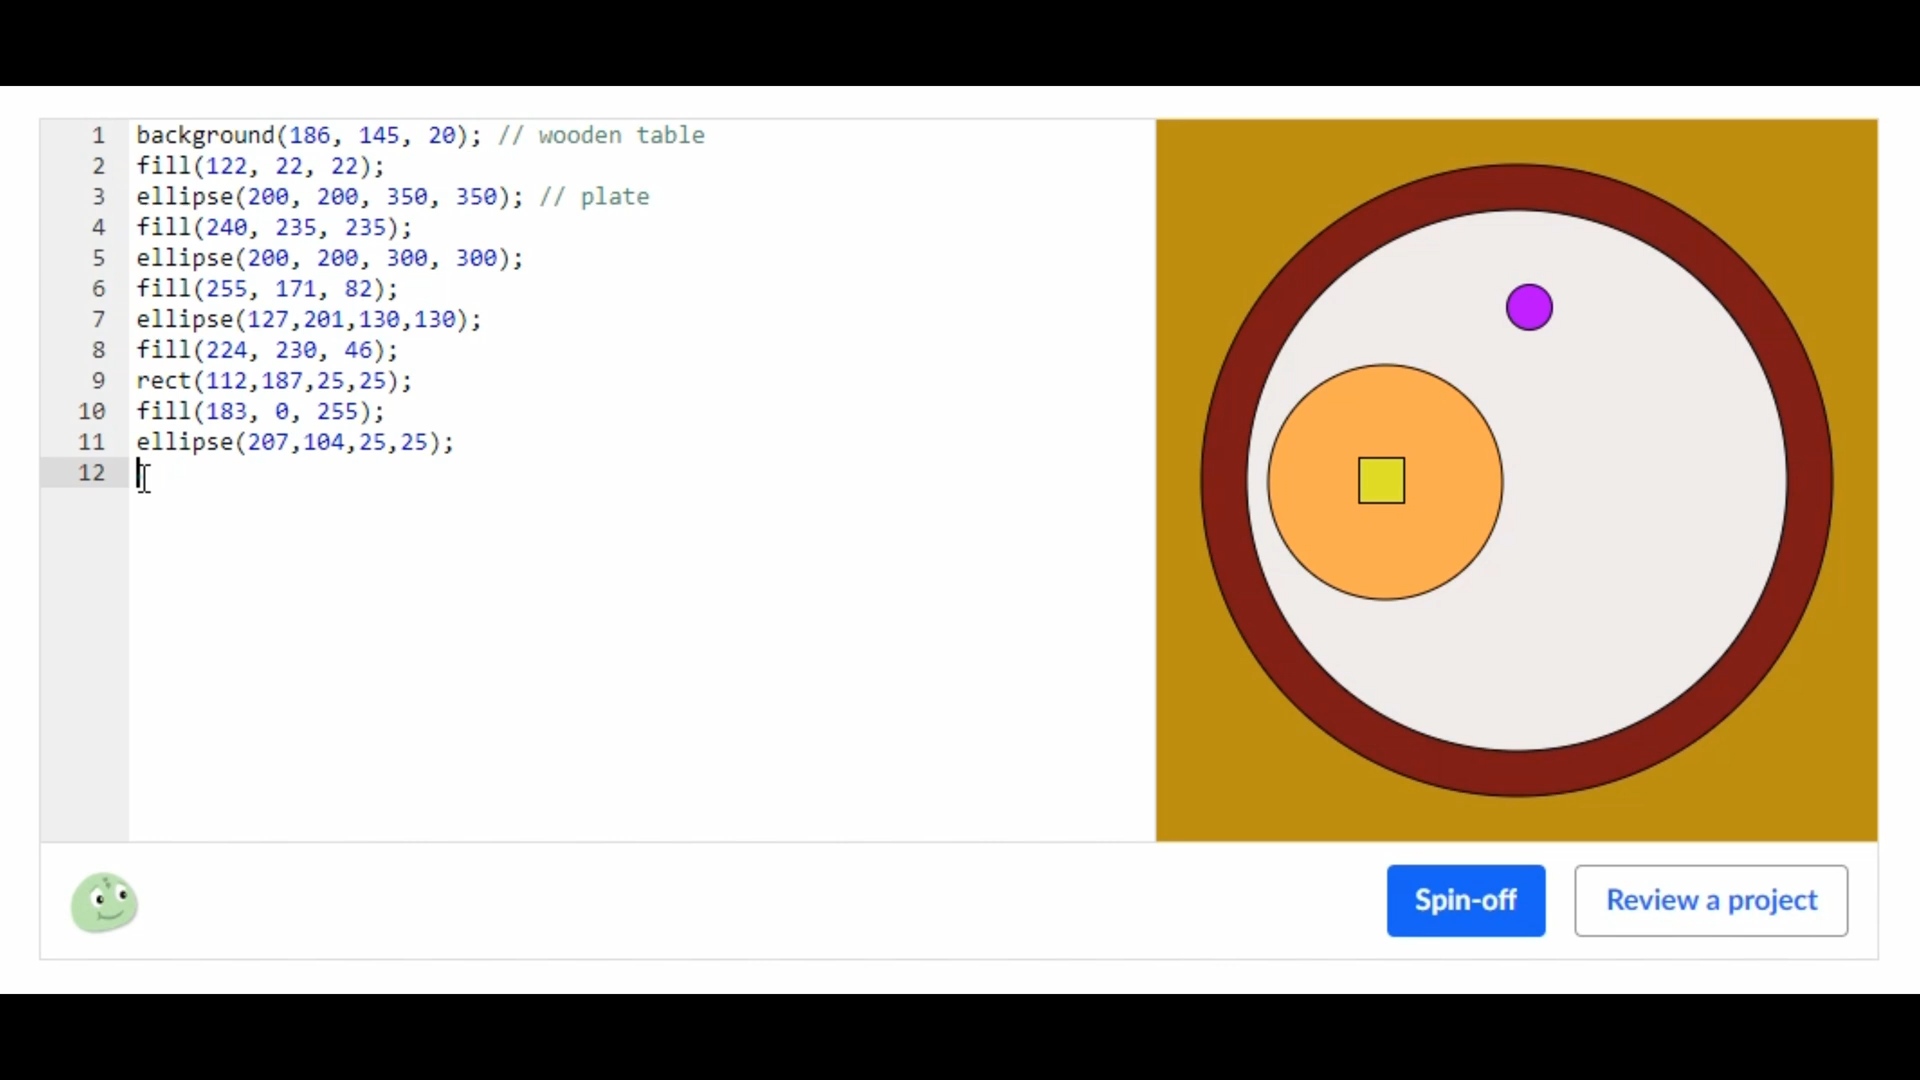 1 background(186, 145, 20); // wooden table
2 fill(122, 22, 22);
3 ellipse(200, 200, 350, 350); // plate
4 fill(240, 235, 235);
5 ellipse(200, 200, 300, 300);
6 fill(255, 171, 82);
7 ellipse(127,201,130,130);
8 fill(224, 230, 46);
9 rect(112,187,25,25);
10 fill(183, 0, 255);
11 ellipse(207,104,25,25);
12
Spin-off
Review a project